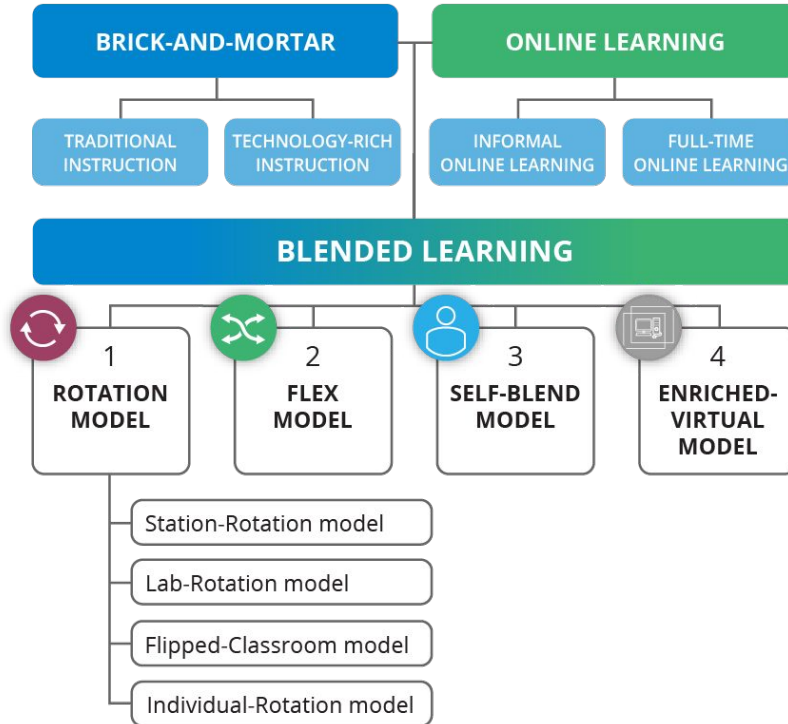 BRICK-AND-MORTAR
ONLINE LEARNING
TRADITIONAL
INSTRUCTION
TECHNOLOGY-RICH
INSTRUCTION
INFORMAL
ONLINE LEARNING
FULL-TIME
ONLINE LEARNING
BLENDED LEARNING
1
ROTATION
MODEL
2
FLEX
MODEL
3
SELF-BLEND
MODEL
4
ENRICHED-
VIRTUAL
MODEL
Station-Rotation model
Lab-Rotation model
Flipped-Classroom model
Individual-Rotation model